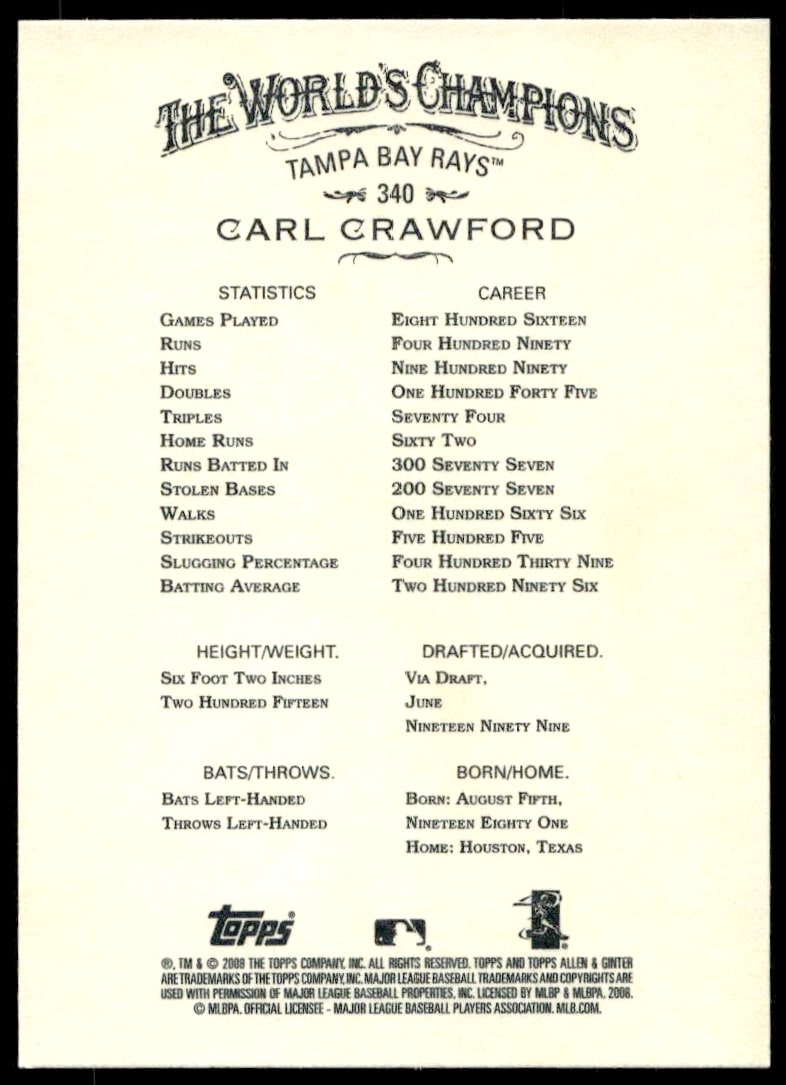 THE WORLD'S CHAMPIONS
TAMPA BAY RAYS™
340
CARL CRAWFORD
STATISTICS CAREER
GAMES PLAYED EIGHT HUNDRED SIXTEEN
RUNS FOUR HUNDRED NINETY
HITS NINE HUNDRED NINETY
DOUBLES ONE HUNDRED FORTY FIVE
TRIPLES SEVENTY FOUR
HOME RUNS SIXTY TWO
RUNS BATTED IN 300 SEVENTY SEVEN
STOLEN BASES 200 SEVENTY SEVEN
WALKS ONE HUNDRED SIXTY SIX
STRIKEOUTS FIVE HUNDRED FIVE
SLUGGING PERCENTAGE FOUR HUNDRED THIRTY NINE
BATTING AVERAGE TWO HUNDRED NINETY SIX
HEIGHT/WEIGHT. DRAFTED/ACQUIRED.
SIX FOOT TWO INCHES VIA DRAFT,
TWO HUNDRED FIFTEEN JUNE
NINETEEN NINETY NINE
BATS/THROWS. BORN/HOME.
BATS LEFT-HANDED BORN: AUGUST FIFTH,
THROWS LEFT-HANDED NINETEEN EIGHTY ONE
HOME: HOUSTON, TEXAS
Topps®
®, TM & © 2008 THE TOPPS COMPANY, INC. ALL RIGHTS RESERVED. TOPPS AND TOPPS ALLEN & GINTER
ARE TRADEMARKS OF THE TOPPS COMPANY, INC. MAJOR LEAGUE BASEBALL TRADEMARKS AND COPYRIGHTS ARE
USED WITH PERMISSION OF MAJOR LEAGUE BASEBALL PROPERTIES, INC. LICENSED BY MLBP & MLBPA, 2008.
© MLBPA. OFFICIAL LICENSEE - MAJOR LEAGUE BASEBALL PLAYERS ASSOCIATION. MLB.COM.